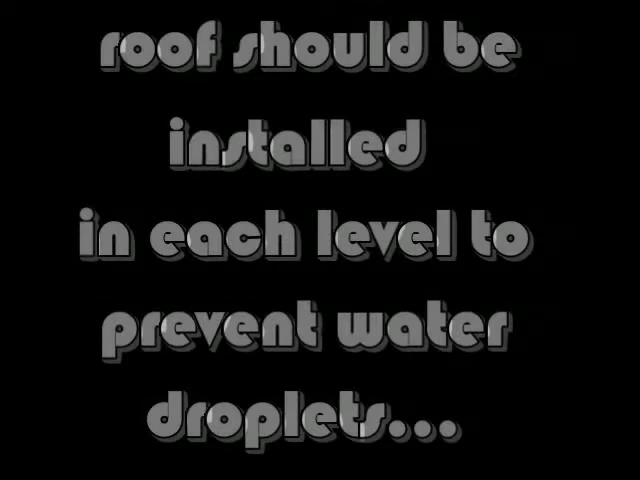 roof should be
installed
in each level to
prevent water
droplets...